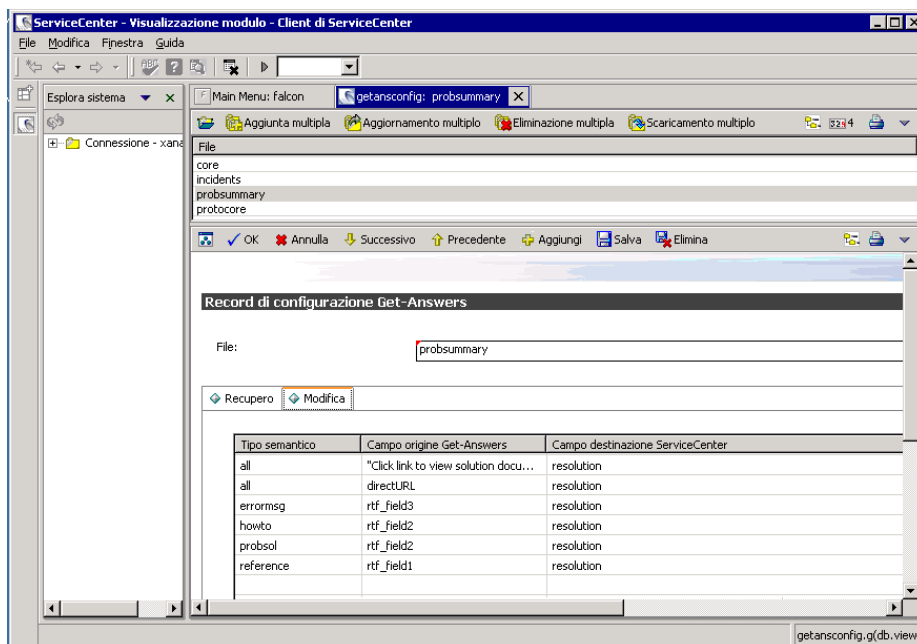 ServiceCenter - Visualizzazione modulo - Client di ServiceCenter
File Modifica Finestra Guida
Esplora sistema
Main Menu: falcon
getansconfig: probsummary
Aggiunta multipla Aggiornamento multiplo Eliminazione multipla Scaricamento multiplo
Connessione - xana
File
core
incidents
probsummary
protocore
OK Annulla Successivo Precedente Aggiungi Salva Elimina
Record di configurazione Get-Answers
File: probsummary
Recupero Modifica
Tipo semantico Campo origine Get-Answers Campo destinazione ServiceCenter
all "Click link to view solution docu... resolution
all directURL resolution
errormsg rtf_field3 resolution
howto rtf_field2 resolution
probsol rtf_field2 resolution
reference rtf_field1 resolution
getansconfig.g(db.view